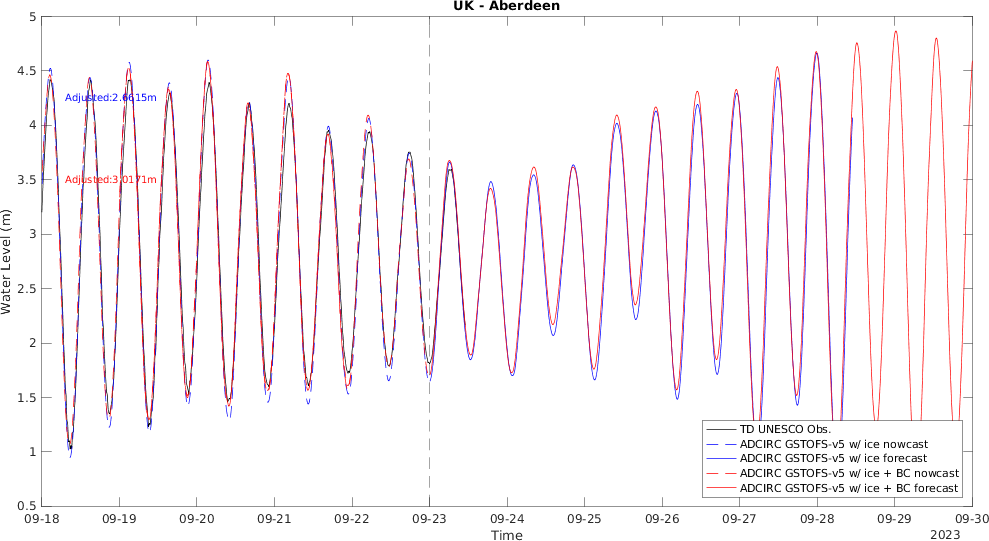 UK - Aberdeen
5
4.5
Adjusted:2.6615m
4
3.5
Adjusted:3.0171m
3
Water Level (m)
2.5
2
1.5
1
0.5
TD UNESCO Obs.
ADCIRC GSTOFS-v5 w/ ice nowcast
ADCIRC GSTOFS-v5 w/ ice forecast
ADCIRC GSTOFS-v5 w/ ice + BC nowcast
ADCIRC GSTOFS-v5 w/ ice + BC forecast
09-18 09-19 09-20 09-21 09-22 09-23 09-24 09-25 09-26 09-27 09-28 09-29 09-30
Time
2023